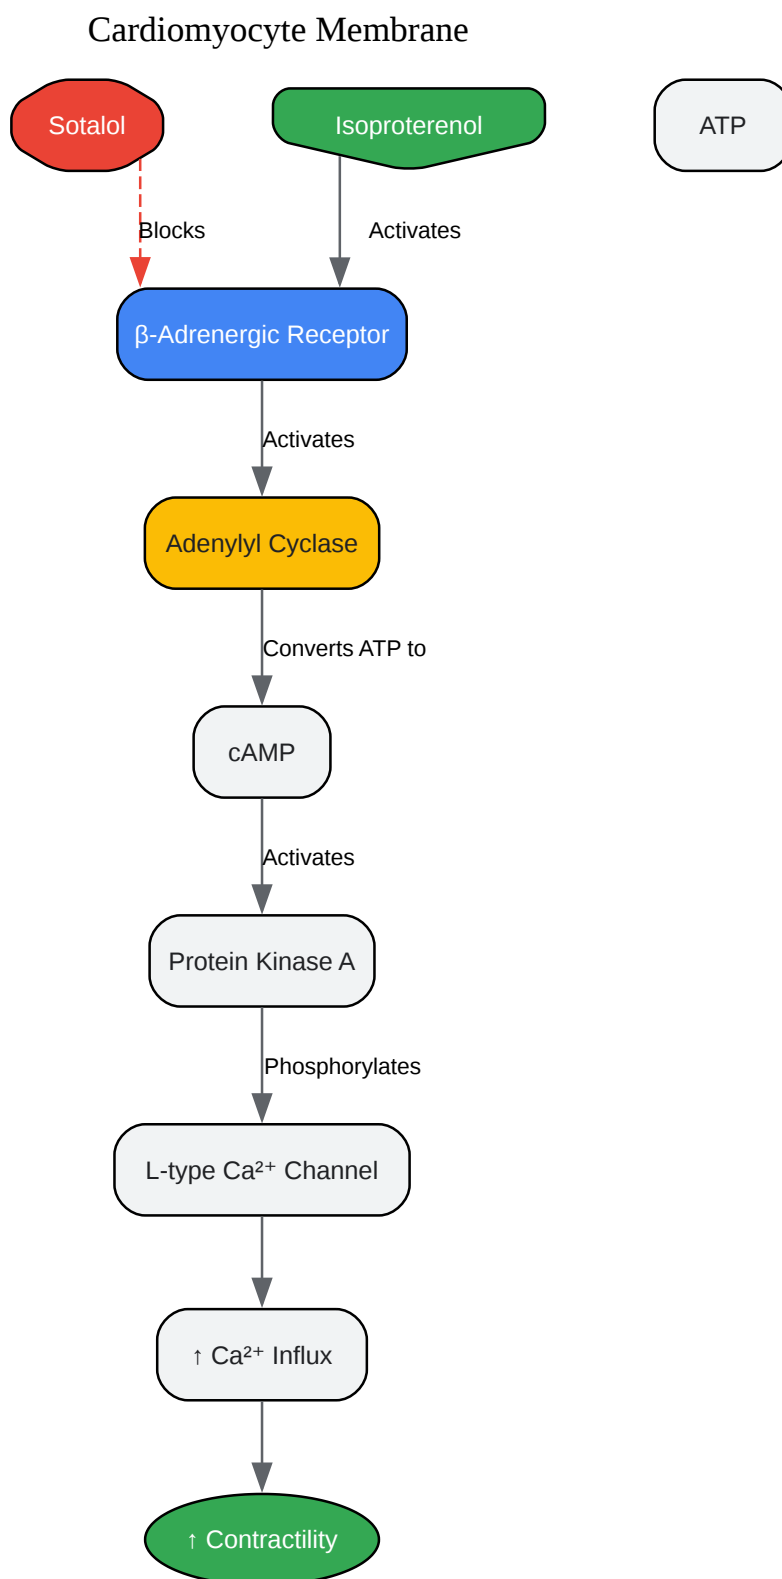 Cardiomyocyte Membrane
Sotalol
Isoproterenol
ATP
Blocks
Activates
β-Adrenergic Receptor
Activates
Adenylyl Cyclase
Converts ATP to
cAMP
Activates
Protein Kinase A
Phosphorylates
L-type Ca²⁺ Channel
↑ Ca²⁺ Influx
↑ Contractility